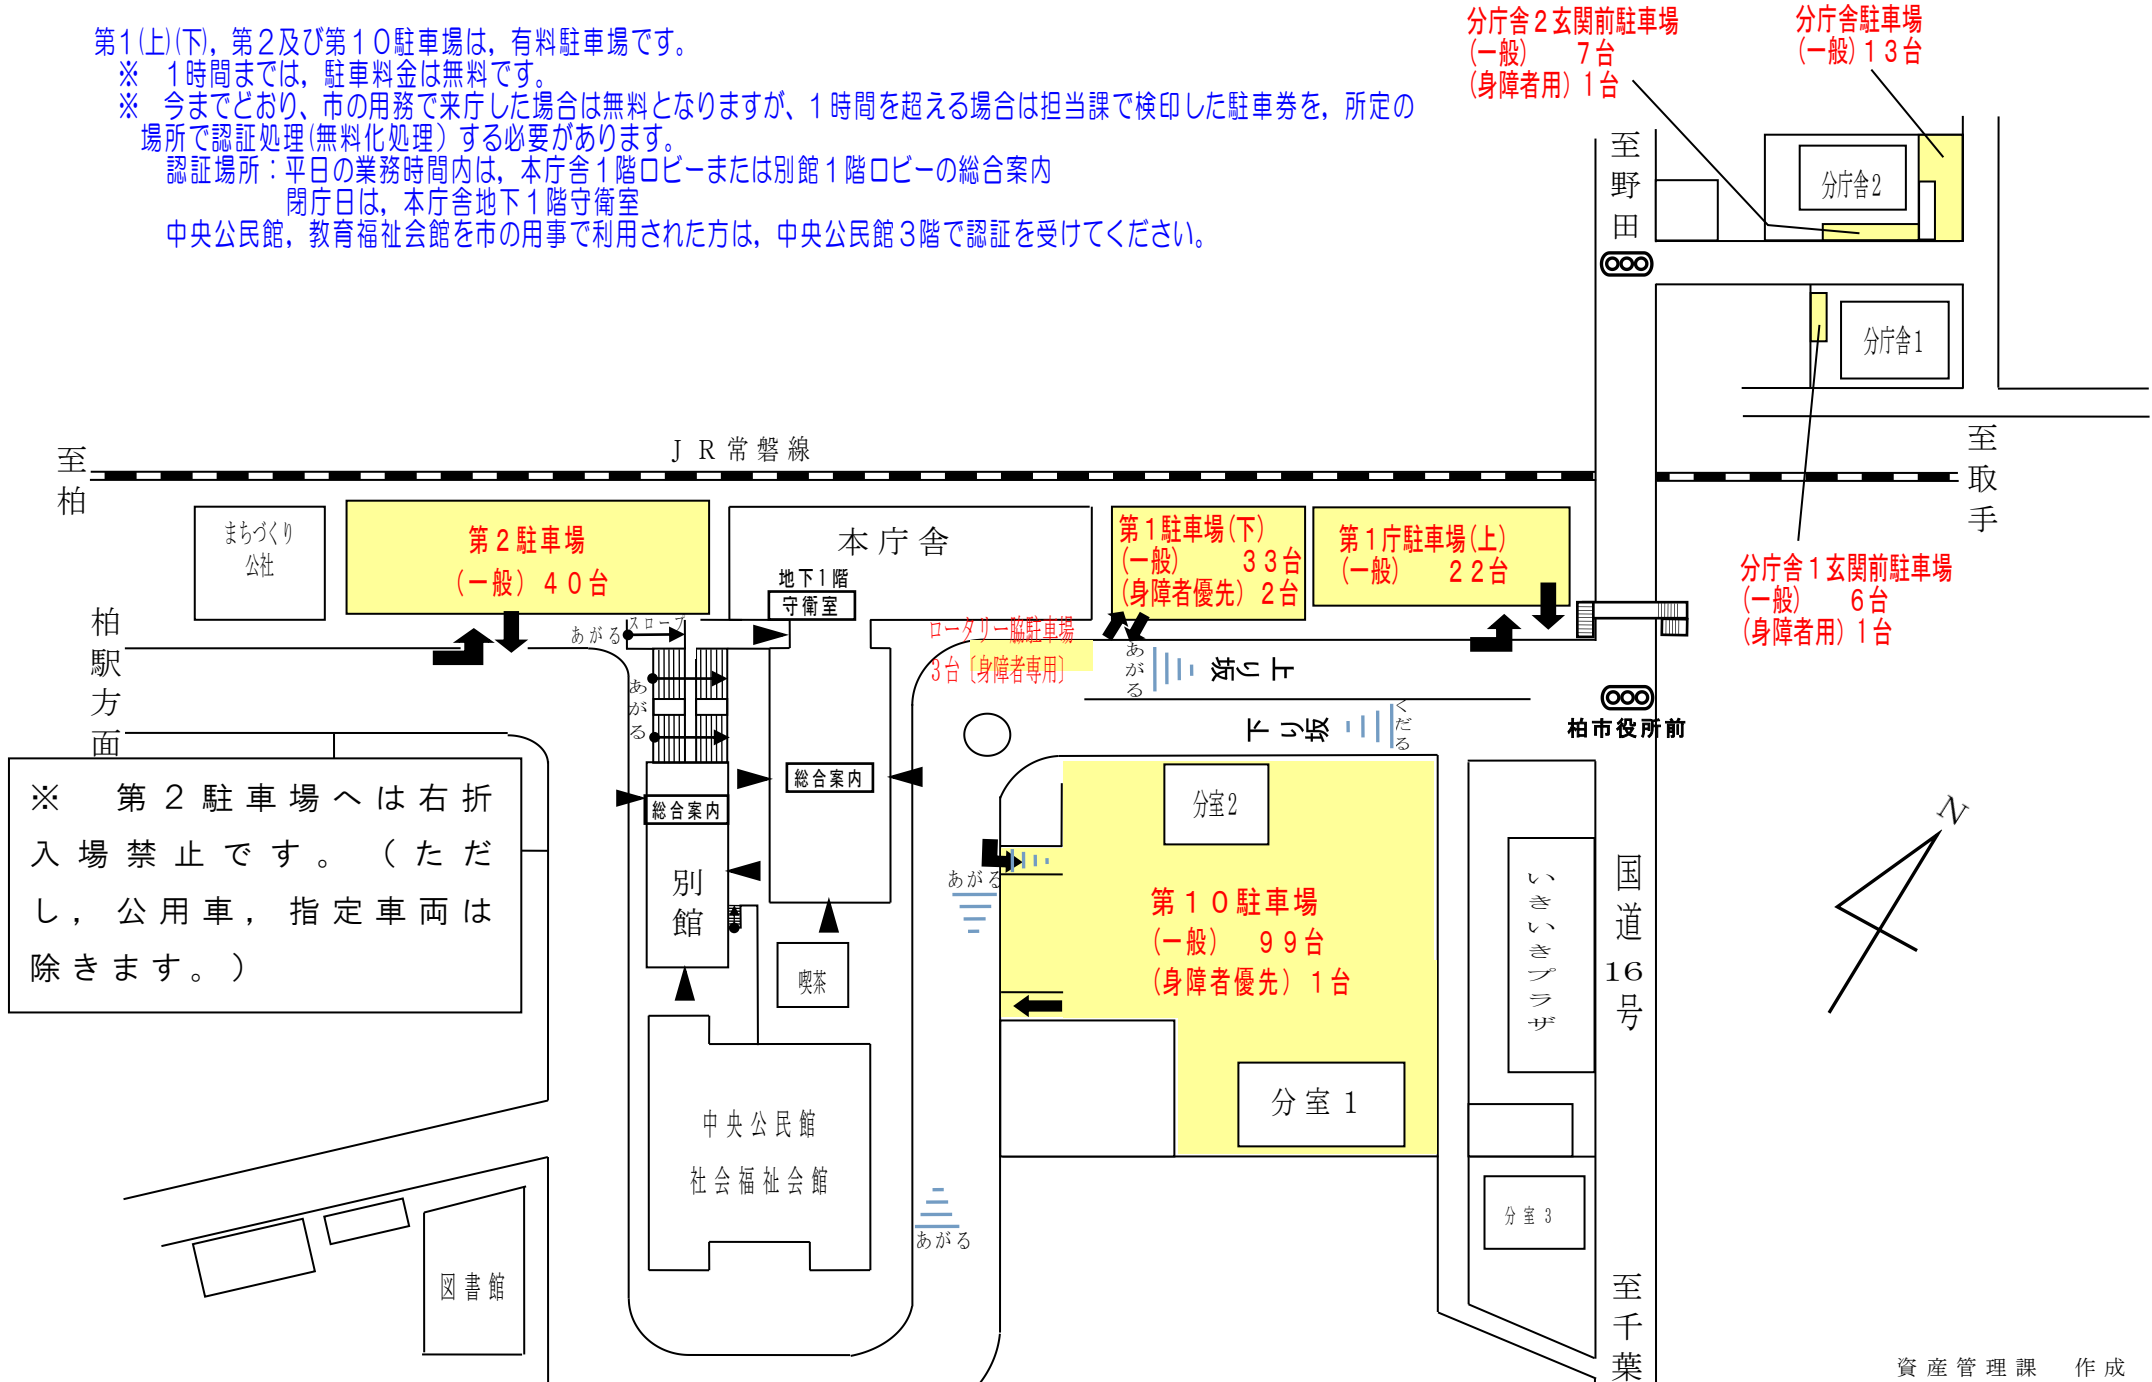 第１(上)(下)，第２及び第１０駐車場は，有料駐車場です。
※　１時間までは，駐車料金は無料です。
※　今までどおり、市の用務で来庁した場合は無料となりますが、１時間を超える場合は担当課で検印した駐車券を，所定の
場所で認証処理(無料化処理）する必要があります。
認証場所：平日の業務時間内は，本庁舎１階ロビーまたは別館１階ロビーの総合案内
閉庁日は，本庁舎地下１階守衛室
中央公民館，教育福祉会館を市の用事で利用された方は，中央公民館３階で認証を受けてください。
分庁舎２玄関前駐車場
(一般)　７台
(身障者用）１台
分庁舎駐車場
(一般)１３台
至野田
分庁舎2
分庁舎1
至取手
分庁舎１玄関前駐車場
(一般)　６台
(身障者用）１台
ＪＲ常磐線
至柏
まちづくり
公社
第２駐車場
(一般）４０台
本庁舎
地下１階
守衛室
第１駐車場(下)
(一般)　３３台
(身障者優先）２台
第１庁駐車場(上)
(一般)　２２台
ロータリー脇駐車場
3台〔身障者専用〕
柏駅方面
あがる
スロープ
あがる
あがる
上り坂
下り坂
くだる
柏市役所前
※　第２駐車場へは右折
入場禁止です。（ただ
し，公用車，指定車両は
除きます。）
総合案内
総合案内
別館
喫茶
あがる
分室2
第１０駐車場
(一般)　９９台
(身障者優先）１台
分室１
いきいきプラザ
国道16号
N
中央公民館
社会福祉会館
あがる
図書館
分室３
至千葉
資産管理課　作成